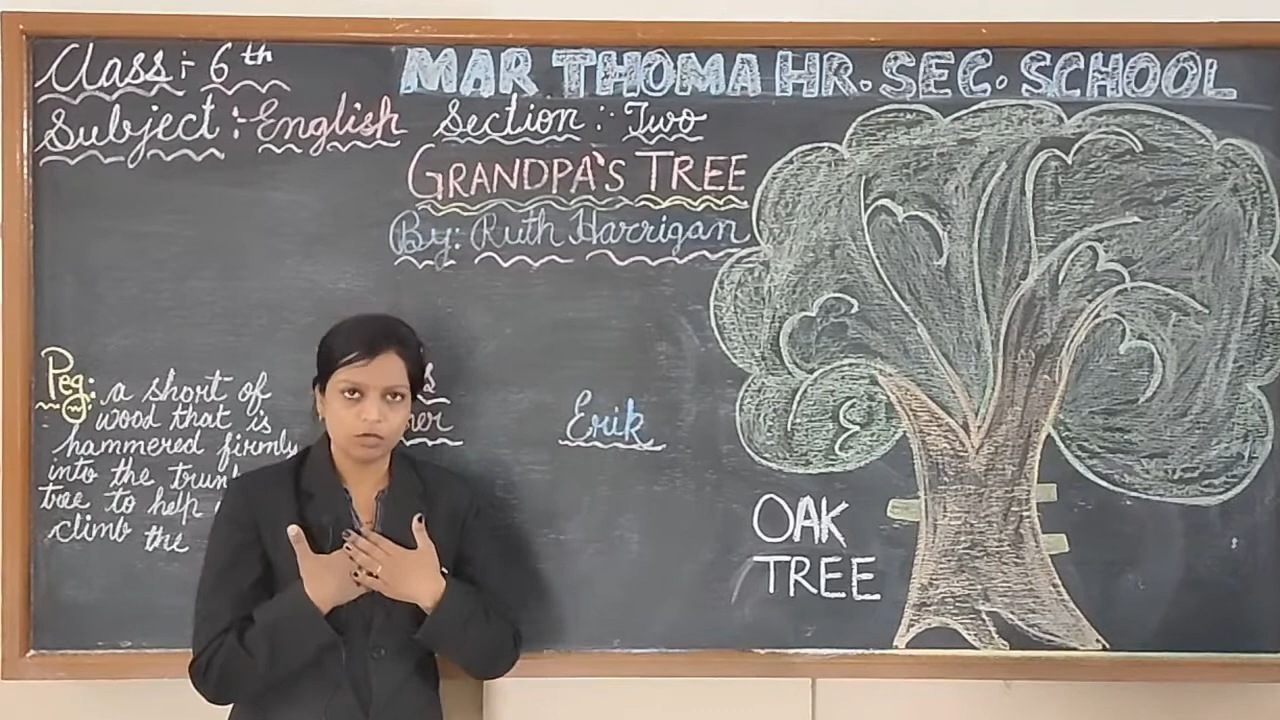 Class :- 6th
MAR THOMA HR. SEC. SCHOOL
Subject :- English Section : Two
GRANDPA'S TREE
By: Ruth Harrigan
Peg: a short of
wood that is
hammered firmly
into the
tree to help
climb the
Erik
OAK
TREE